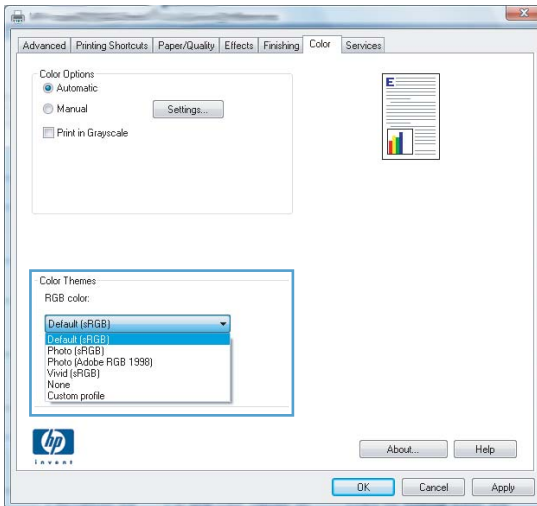 Advanced Printing Shortcuts Paper/Quality Effects Finishing Color Services
Color Options
Automatic
Manual Settings...
Print in Grayscale
E
Color Themes
RGB color:
Default (sRGB)
Default (sRGB)
Photo (sRGB)
Photo (Adobe RGB 1998)
Vivid (sRGB)
None
Custom profile
hp
invent
About... Help
OK Cancel Apply